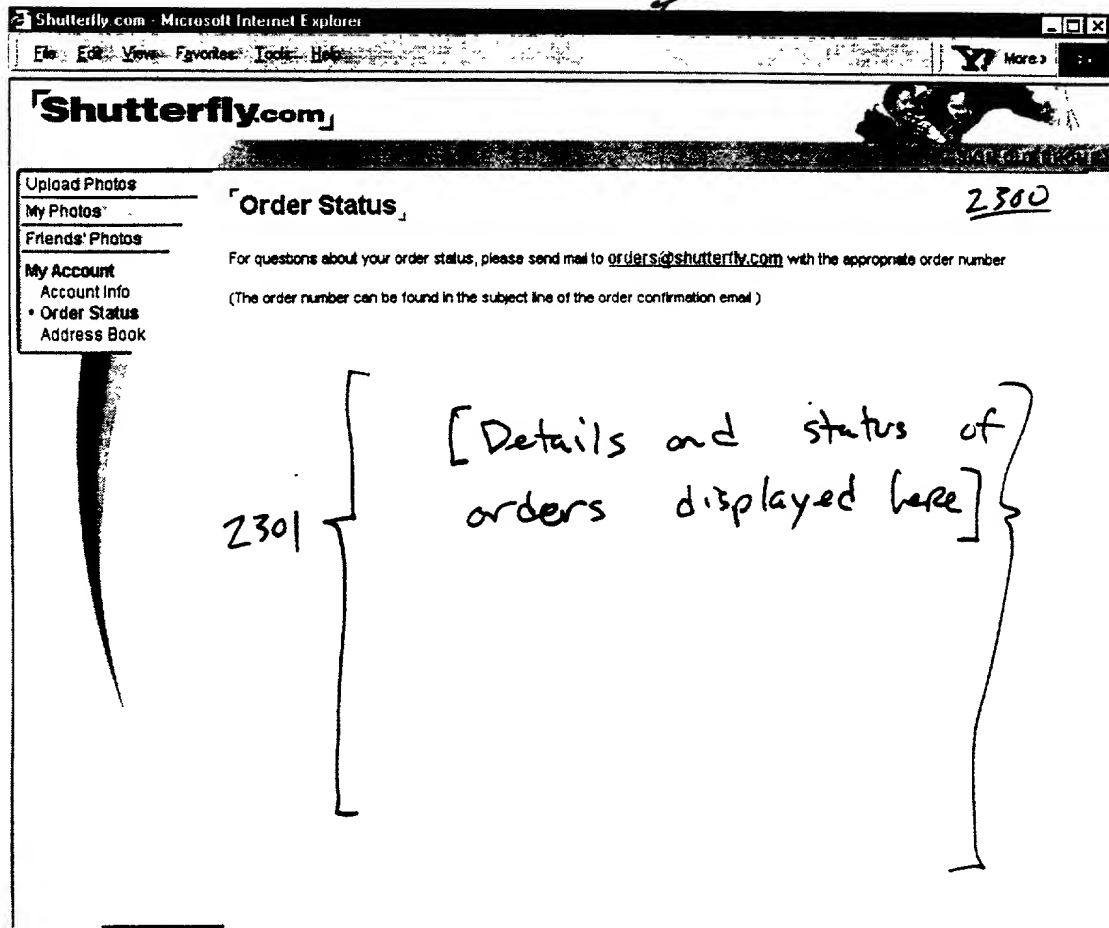 Shutterfly.com - Microsoft Internet Explorer
File Edit View Favorites Tools Help
Y! More >
Shutterfly.com
Upload Photos
My Photos
Friends' Photos
My Account
Account Info
• Order Status
Address Book
Order Status
2300
For questions about your order status, please send mail to orders@shutterfly.com with the appropriate order number
(The order number can be found in the subject line of the order confirmation email )
[Details and status of
orders displayed here]
2301